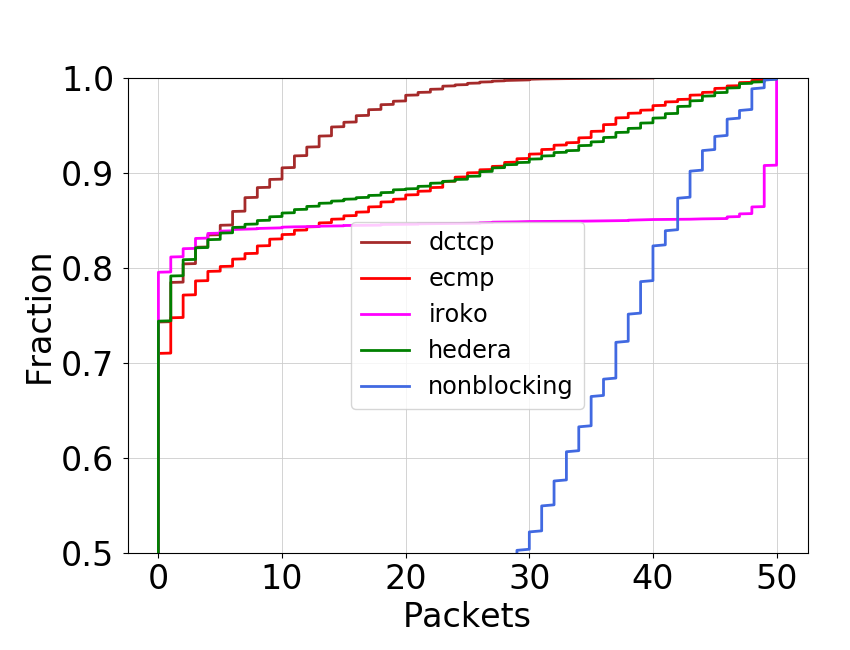 1.0
0.9
0.8
0.7
0.6
0.5
Fraction
dctcp
ecmp
iroko
hedera
nonblocking
0 10 20 30 40 50
Packets